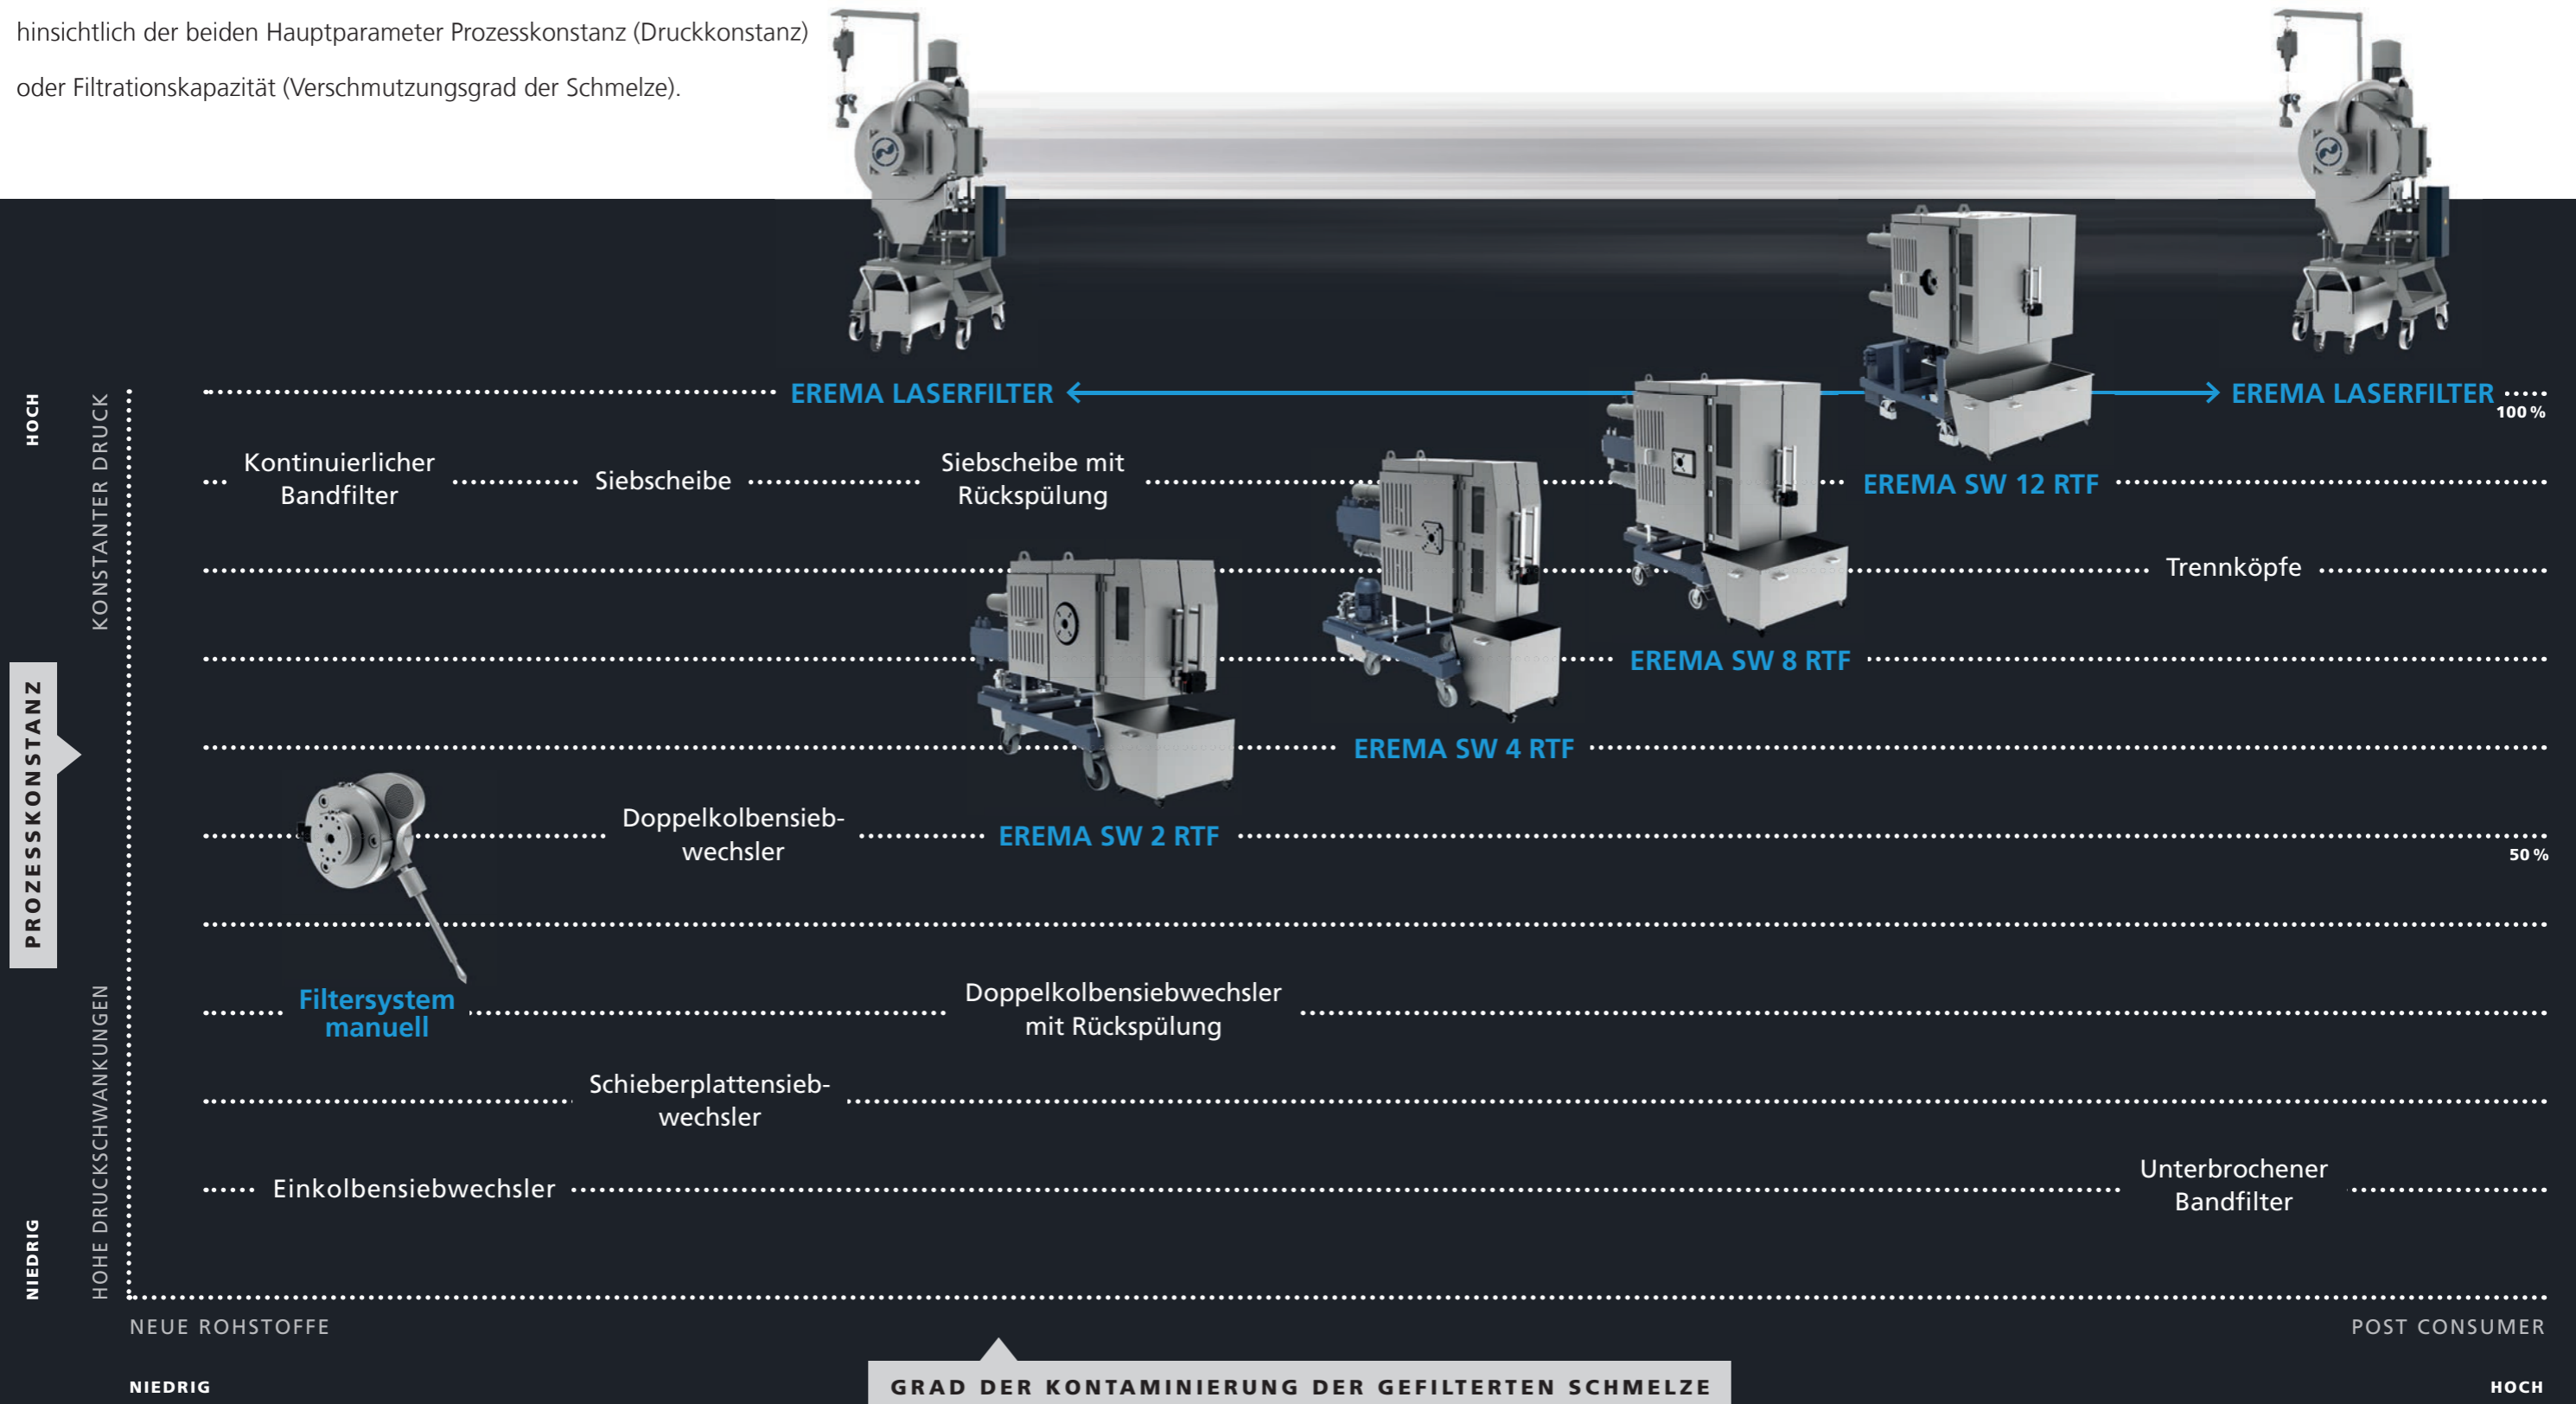 hinsichtlich der beiden Hauptparameter Prozesskonstanz (Druckkonstanz)
oder Filtrationskapazität (Verschmutzungsgrad der Schmelze).
HOCH
KONSTANTER DRUCK
EREMA LASERFILTER
EREMA LASERFILTER
100 %
Kontinuierlicher
Bandfilter
Siebscheibe
Siebscheibe mit
Rückspülung
EREMA SW 12 RTF
Trennköpfe
EREMA SW 8 RTF
PROZESSKONSTANZ
EREMA SW 4 RTF
Doppelkolbensieb-
wechsler
EREMA SW 2 RTF
50 %
Filtersystem
manuell
Doppelkolbensiebwechsler
mit Rückspülung
HOHE DRUCKSCHWANKUNGEN
Schieberplattensieb-
wechsler
Einkolbensiebwechsler
Unterbrochener
Bandfilter
NIEDRIG
NEUE ROHSTOFFE
POST CONSUMER
NIEDRIG
GRAD DER KONTAMINIERUNG DER GEFILTERTEN SCHMELZE
HOCH